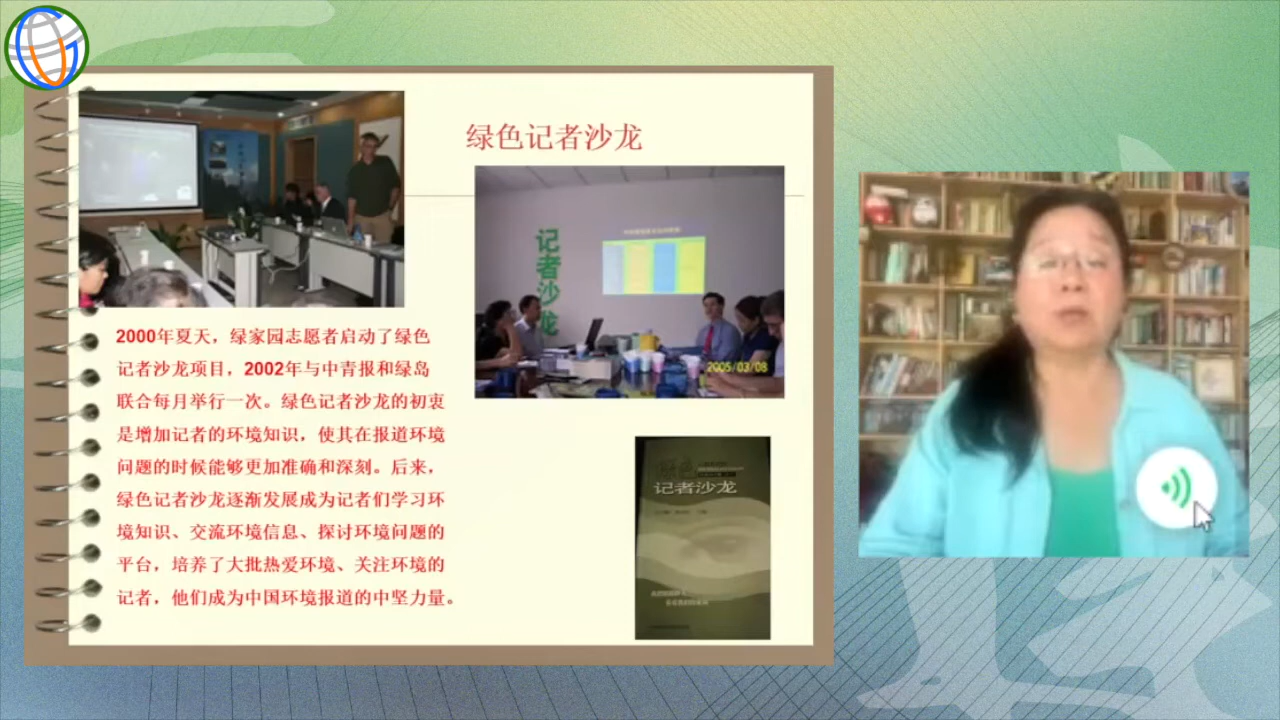 绿色记者沙龙
记者沙龙
2005/03/08
2000年夏天，绿家园志愿者启动了绿色
记者沙龙项目，2002年与中青报和绿岛
联合每月举行一次。绿色记者沙龙的初衷
是增加记者的环境知识，使其在报道环境
问题的时候能够更加准确和深刻。后来，
绿色记者沙龙逐渐发展成为记者们学习环
境知识、交流环境信息、探讨环境问题的
平台，培养了大批热爱环境、关注环境的
记者，他们成为中国环境报道的中坚力量。
绿色
记者沙龙